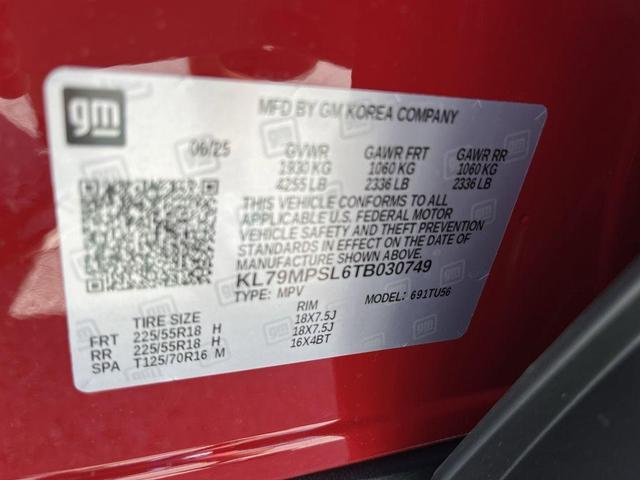 gm
MFD BY GM KOREA COMPANY
06/25 GVWR GAWR FRT GAWR RR
1930 KG 1060 KG 1060 KG
4255 LB 2336 LB 2336 LB
THIS VEHICLE CONFORMS TO ALL
APPLICABLE U.S. FEDERAL MOTOR
VEHICLE SAFETY AND THEFT PREVENTION
STANDARDS IN EFFECT ON THE DATE OF
MANUFACTURE SHOWN ABOVE.
KL79MPSL6TB030749
TYPE: MPV MODEL: 691TU56
TIRE SIZE RIM
FRT 225/55R18 H 18X7.5J
RR 225/55R18 H 18X7.5J
SPA T125/70R16 M 16X4BT